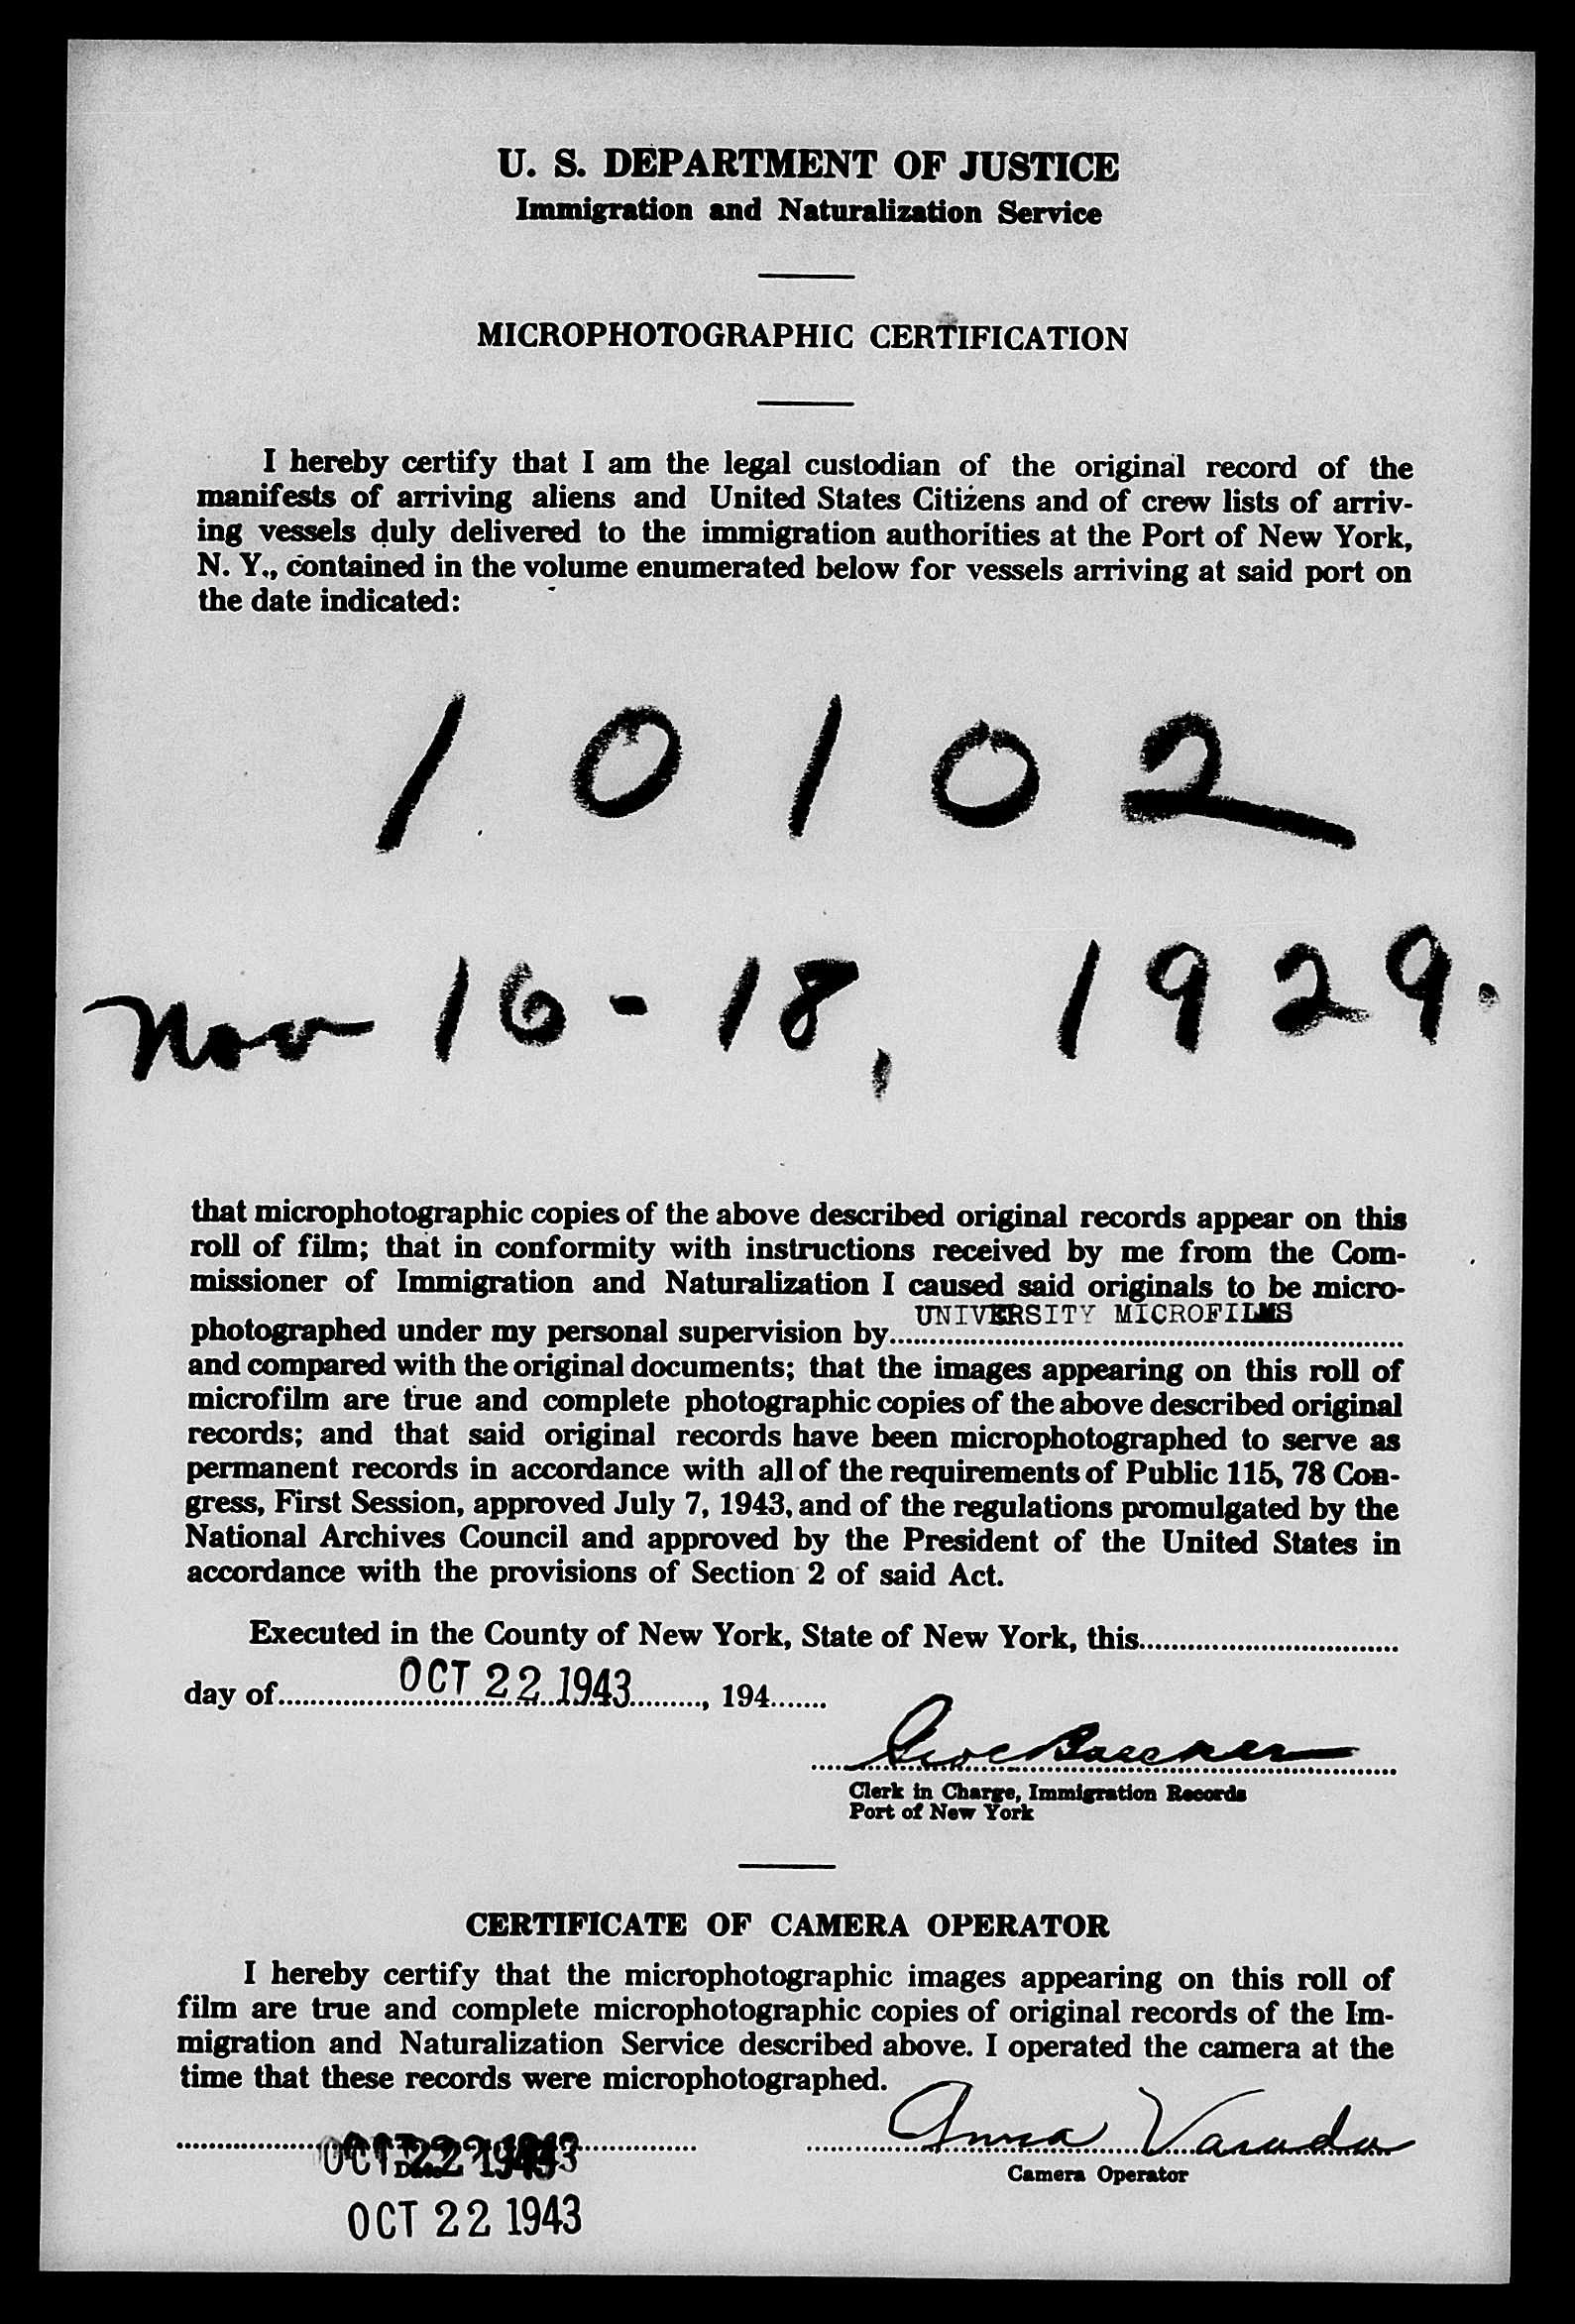 U. S. DEPARTMENT OF JUSTICE
Immigration and Naturalization Service
MICROPHOTOGRAPHIC CERTIFICATION
I hereby certify that I am the legal custodian of the original record of the
manifests of arriving aliens and United States Citizens and of crew lists of arriv-
ing vessels duly delivered to the immigration authorities at the Port of New York,
N. Y., contained in the volume enumerated below for vessels arriving at said port on
the date indicated:
10102
Nov 16-18, 1929.
that microphotographic copies of the above described original records appear on this
roll of film; that in conformity with instructions received by me from the Com-
missioner of Immigration and Naturalization I caused said originals to be micro-
photographed under my personal supervision by UNIVERSITY MICROFILMS
and compared with the original documents; that the images appearing on this roll of
microfilm are true and complete photographic copies of the above described original
records; and that said original records have been microphotographed to serve as
permanent records in accordance with all of the requirements of Public 115, 78 Con-
gress, First Session, approved July 7, 1943, and of the regulations promulgated by the
National Archives Council and approved by the President of the United States in
accordance with the provisions of Section 2 of said Act.
Executed in the County of New York, State of New York, this
day of OCT 22 1943, 194
Clerk in Charge, Immigration Records
Port of New York
CERTIFICATE OF CAMERA OPERATOR
I hereby certify that the microphotographic images appearing on this roll of
film are true and complete microphotographic copies of original records of the Im-
migration and Naturalization Service described above. I operated the camera at the
time that these records were microphotographed.
OCT 22 1943 Anna
Date Camera Operator
OCT 22 1943